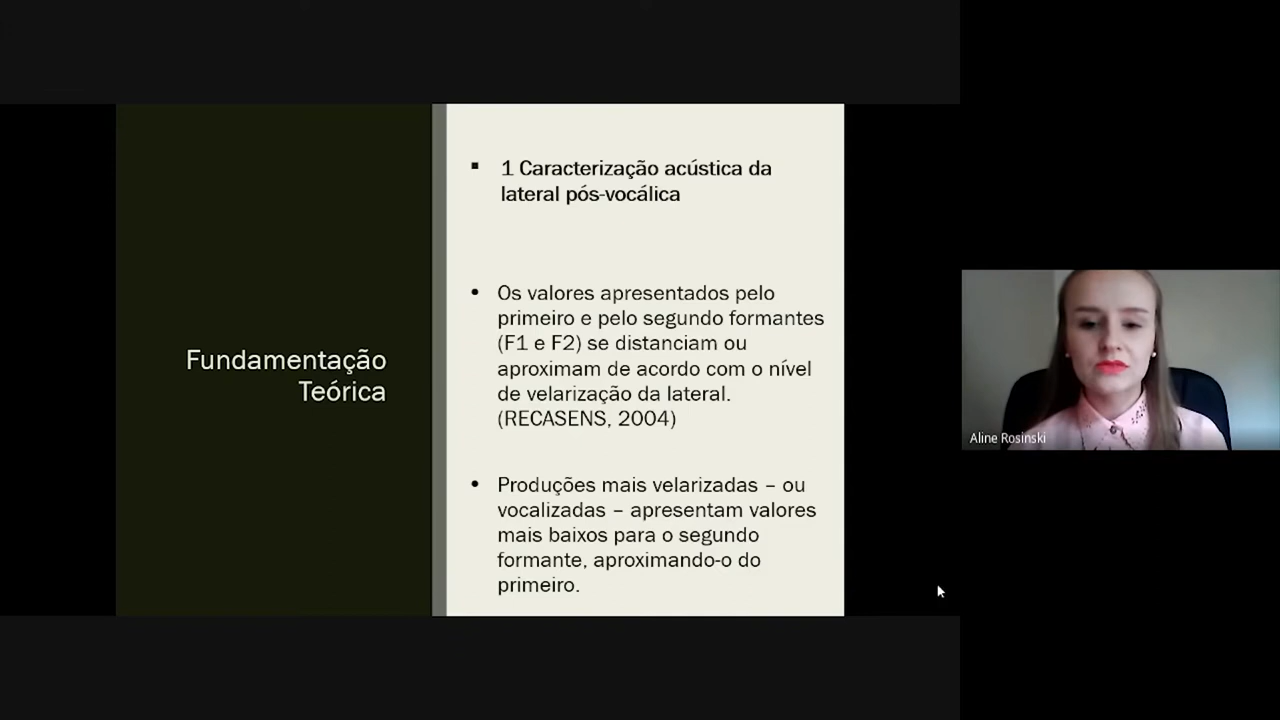 Fundamentação
Teórica
1 Caracterização acústica da
lateral pós-vocálica
Os valores apresentados pelo
primeiro e pelo segundo formantes
(F1 e F2) se distanciam ou
aproximam de acordo com o nível
de velarização da lateral.
(RECASENS, 2004)
Produções mais velarizadas – ou
vocalizadas – apresentam valores
mais baixos para o segundo
formante, aproximando-o do
primeiro.
Aline Rosinski